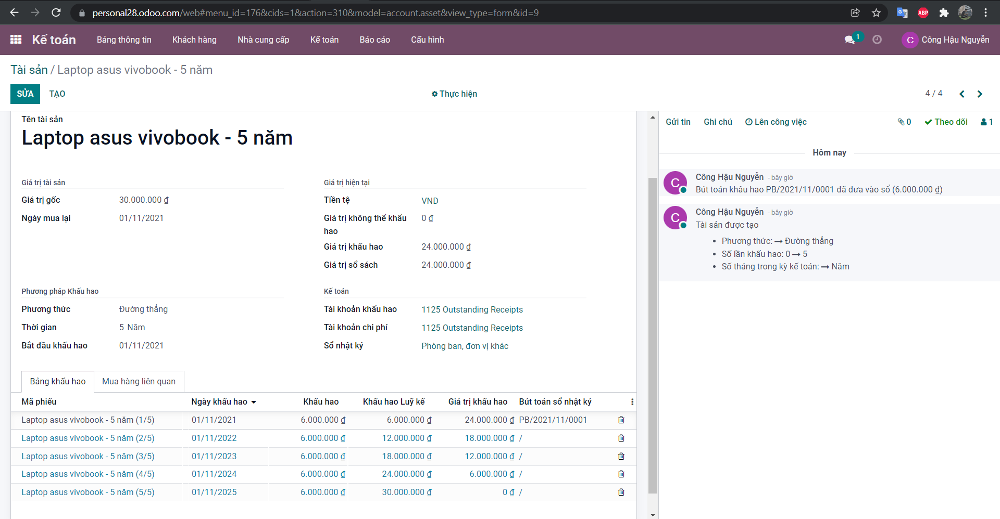 personal28.odoo.com/web#menu_id=176&cids=1&action=310&model=account.asset&view_type=form&id=9
ABP
Kế toán Bảng thông tin Khách hàng Nhà cung cấp Kế toán Báo cáo Cấu hình 1 C Công Hậu Nguyễn
Tài sản / Laptop asus vivobook - 5 năm
SỬA TẠO Thực hiện 4 / 4
Tên tài sản
Laptop asus vivobook - 5 năm
Giá trị tài sản
Giá trị gốc 30.000.000 ₫
Ngày mua lại 01/11/2021
Giá trị hiện tại
Tiền tệ VND
Giá trị không thể khấu hao 0 ₫
Giá trị khấu hao 24.000.000 ₫
Giá trị sổ sách 24.000.000 ₫
Phương pháp Khấu hao
Phương thức Đường thẳng
Thời gian 5 Năm
Bắt đầu khấu hao 01/11/2021
Kế toán
Tài khoản khấu hao 1125 Outstanding Receipts
Tài khoản chi phí 1125 Outstanding Receipts
Sổ nhật ký Phòng ban, đơn vị khác
Bảng khấu hao Mua hàng liên quan
Mã phiếu Ngày khấu hao Khấu hao Khấu hao Luỹ kế Giá trị khấu hao Bút toán sổ nhật ký
Laptop asus vivobook - 5 năm (1/5) 01/11/2021 6.000.000 ₫ 6.000.000 ₫ 24.000.000 ₫ PB/2021/11/0001
Laptop asus vivobook - 5 năm (2/5) 01/11/2022 6.000.000 ₫ 12.000.000 ₫ 18.000.000 ₫ /
Laptop asus vivobook - 5 năm (3/5) 01/11/2023 6.000.000 ₫ 18.000.000 ₫ 12.000.000 ₫ /
Laptop asus vivobook - 5 năm (4/5) 01/11/2024 6.000.000 ₫ 24.000.000 ₫ 6.000.000 ₫ /
Laptop asus vivobook - 5 năm (5/5) 01/11/2025 6.000.000 ₫ 30.000.000 ₫ 0 ₫ /
Gửi tin Ghi chú Lên công việc 0 Theo dõi 1
Hôm nay
C Công Hậu Nguyễn - bây giờ
Bút toán khâu hao PB/2021/11/0001 đã đưa vào sổ (6.000.000 ₫)
C Công Hậu Nguyễn - bây giờ
Tài sản được tạo
• Phương thức: → Đường thẳng
• Số lần khấu hao: 0 → 5
• Số tháng trong kỳ kế toán: → Năm